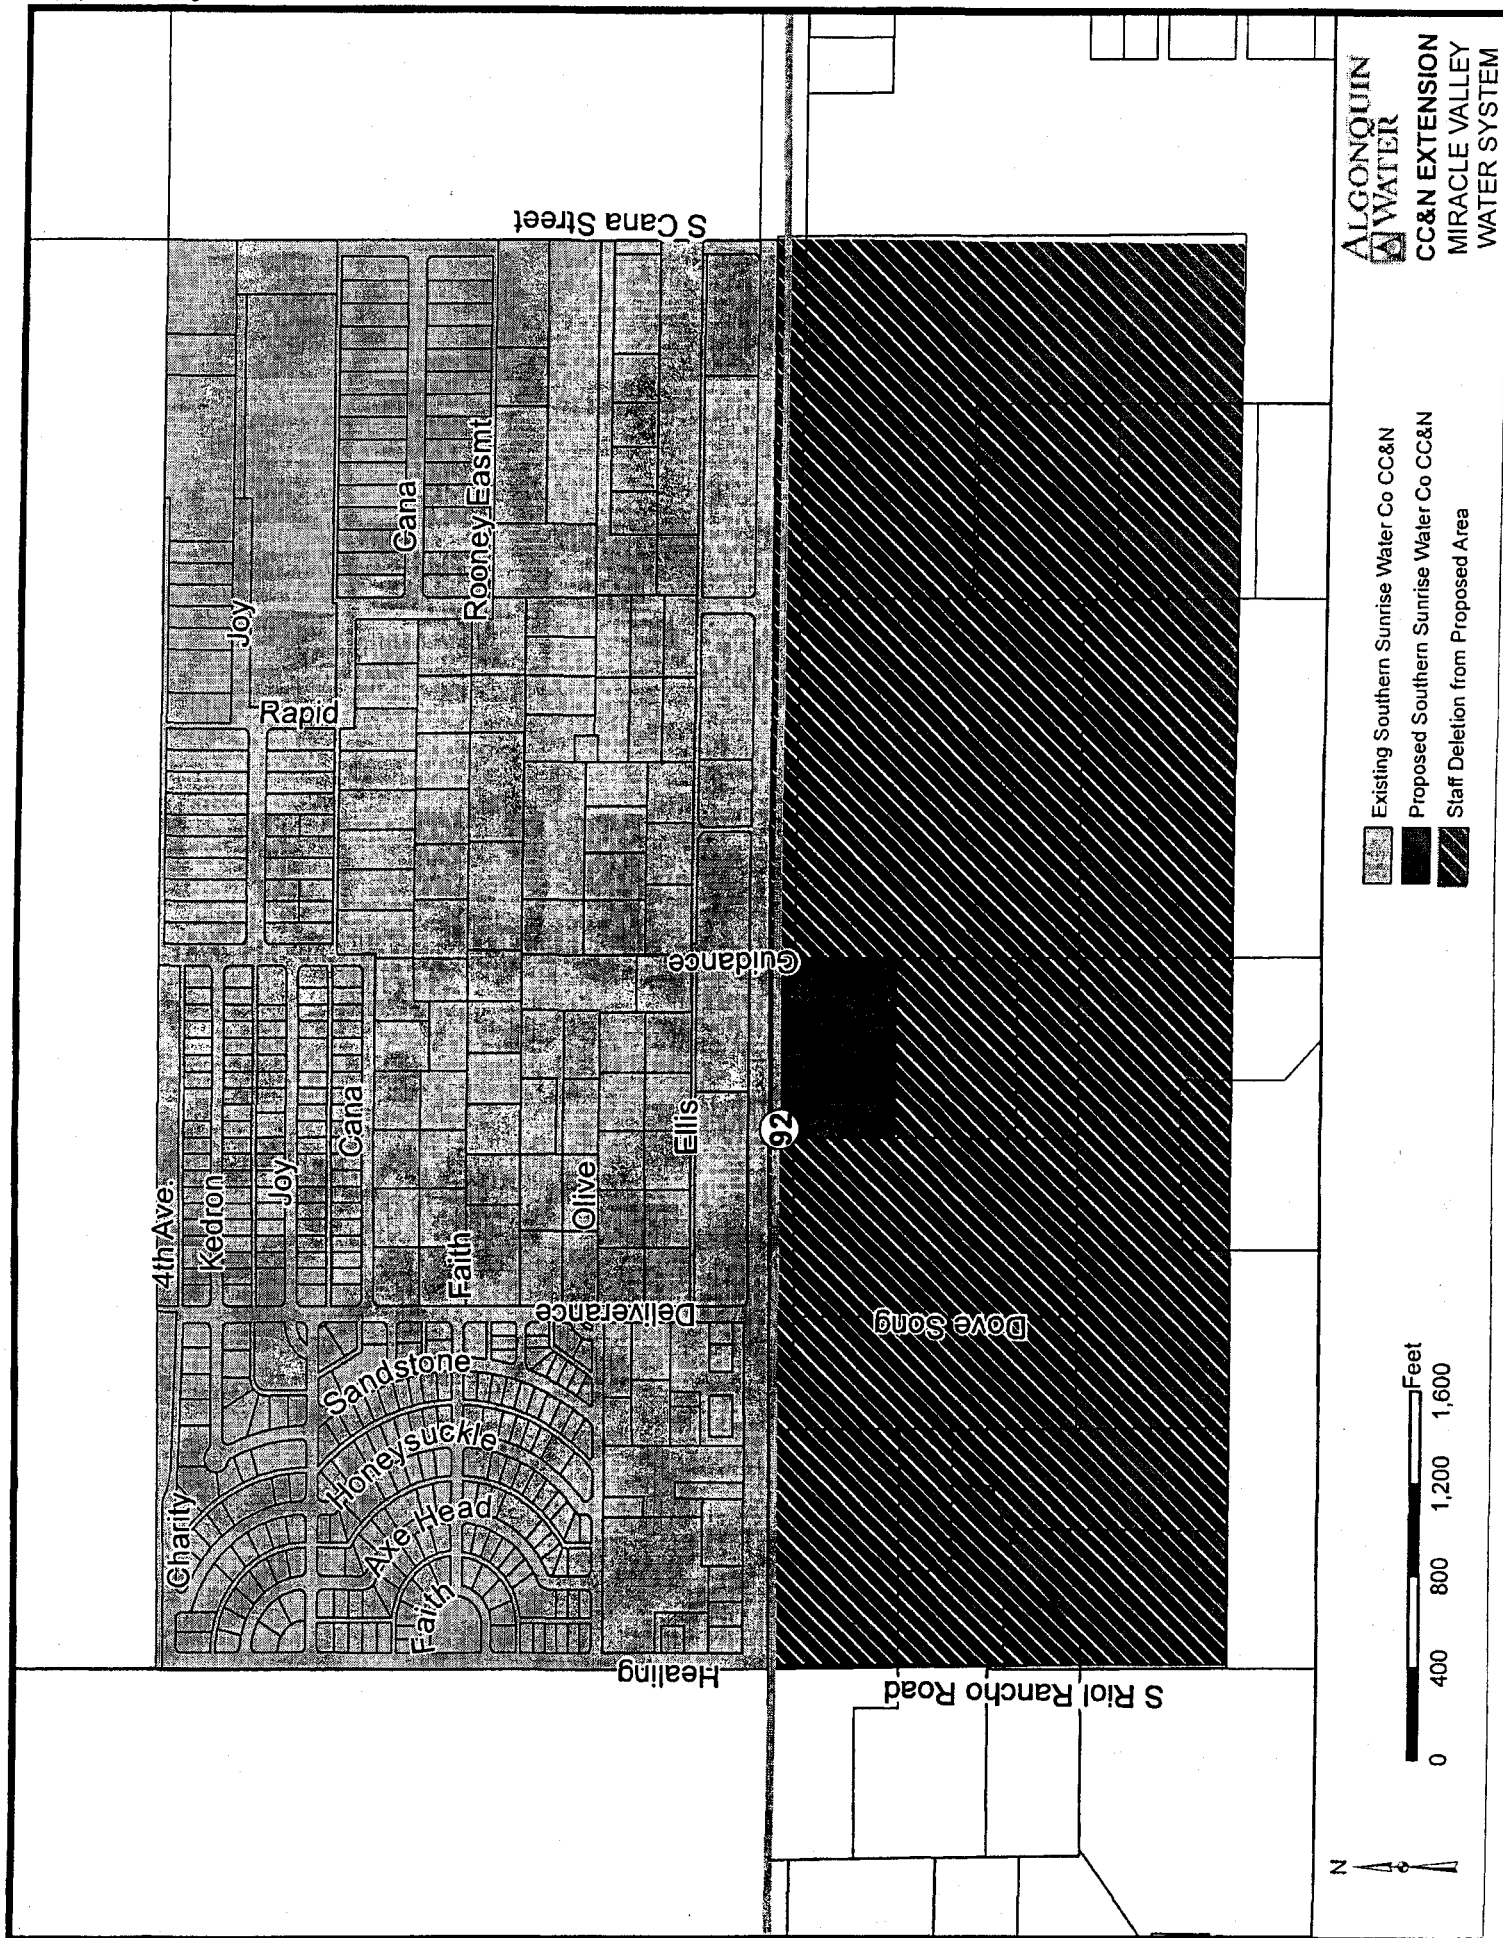 4th Ave.
Charity
Kedron
Joy
Joy
Rapid
Cana
Cana
Sandstone
Honeysuckle
Axe Head
Faith
Faith
Rooney Easmt
Olive
Ellis
Healing
Deliverance
Guidance
S Cana Street
92
Dove Song
S Riol Rancho Road
N
0 400 800 1,200 1,600
Feet
Existing Southern Sunrise Water Co CC&N
Proposed Southern Sunrise Water Co CC&N
Staff Deletion from Proposed Area
ALGONQUIN
WATER
CC&N EXTENSION
MIRACLE VALLEY
WATER SYSTEM